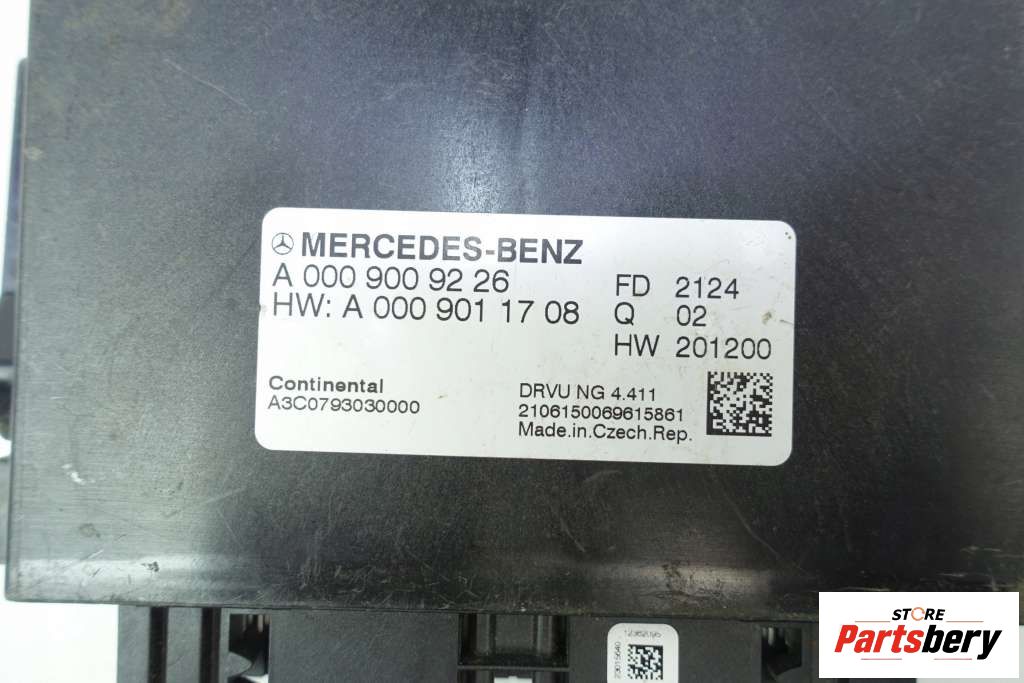 MERCEDES-BENZ
A 000 900 92 26
HW: A 000 901 17 08
FD 2124
Q 02
HW 201200
Continental
A3C0793030000
DRVU NG 4.411
2106150069615861
Made.in.Czech.Rep.
STORE
Partsbery